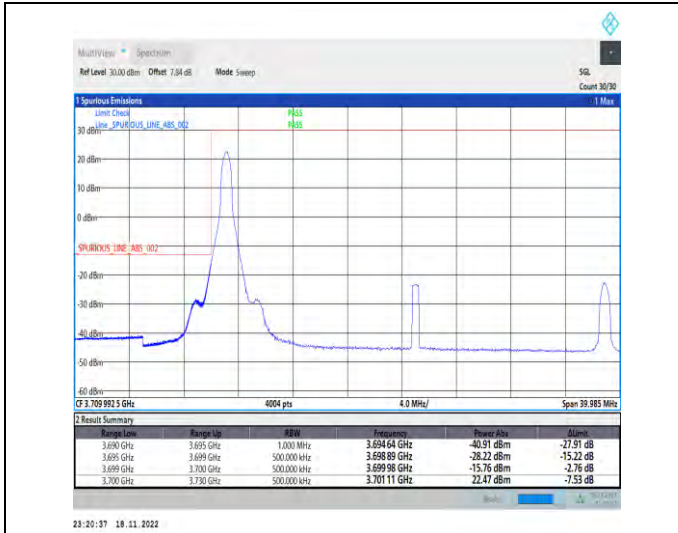 MultiView Spectrum
Ref Level 30.00 dBm Offset 7.84 dB Mode Sweep SGL
Count 30/30
1 Spurious Emissions 1 Max
Limit Check PASS
Line _SPURIOUS_LINE_ABS_002 PASS
30 dBm
20 dBm
10 dBm
0 dBm
SPURIOUS_LINE_ABS_002
-20 dBm
-30 dBm
-40 dBm
-50 dBm
-60 dBm
CF 3.709 992 5 GHz 4004 pts 4.0 MHz/ Span 39.985 MHz
2 Result Summary
Range Low Range Up RBW Frequency Power Abs ΔLimit
3.690 GHz 3.695 GHz 1.000 MHz 3.694 64 GHz -40.91 dBm -27.91 dB
3.695 GHz 3.699 GHz 500.000 kHz 3.698 89 GHz -28.22 dBm -15.22 dB
3.699 GHz 3.700 GHz 500.000 kHz 3.699 98 GHz -15.76 dBm -2.76 dB
3.700 GHz 3.730 GHz 500.000 kHz 3.701 11 GHz 22.47 dBm -7.53 dB
23:20:37 18.11.2022